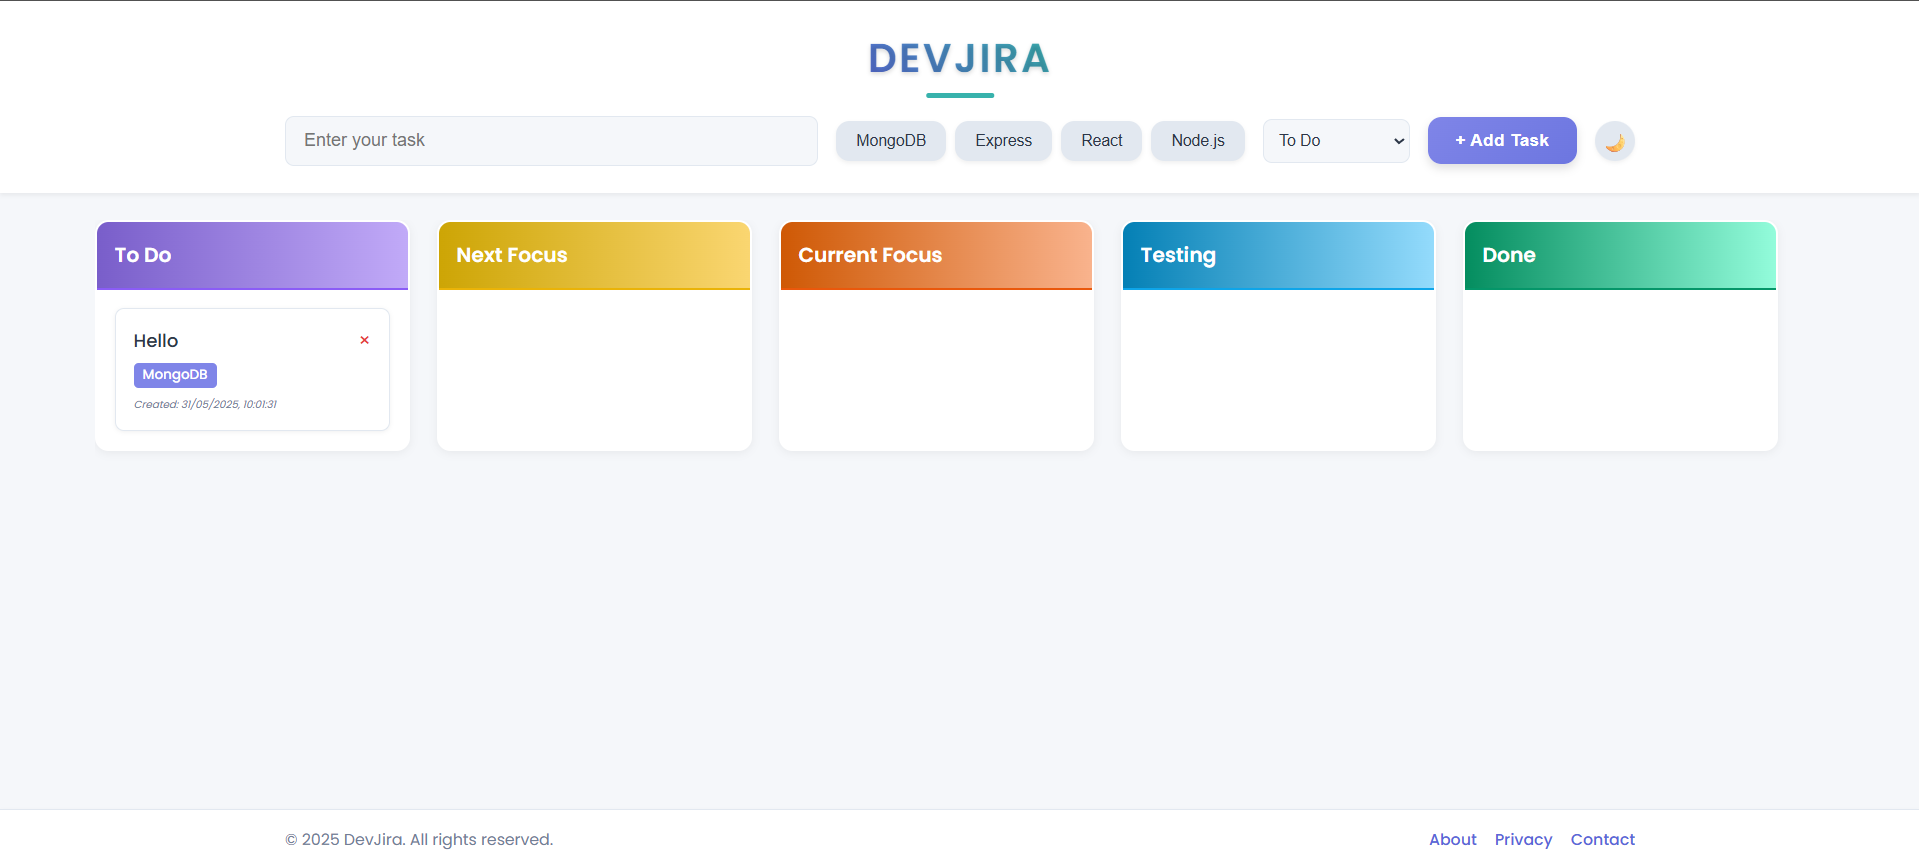 DEVJIRA
Enter your task
MongoDB
Express
React
Node.js
To Do
+ Add Task
To Do
Next Focus
Current Focus
Testing
Done
Hello
×
MongoDB
Created: 31/05/2025, 10:01:31
© 2025 DevJira. All rights reserved.
About Privacy Contact